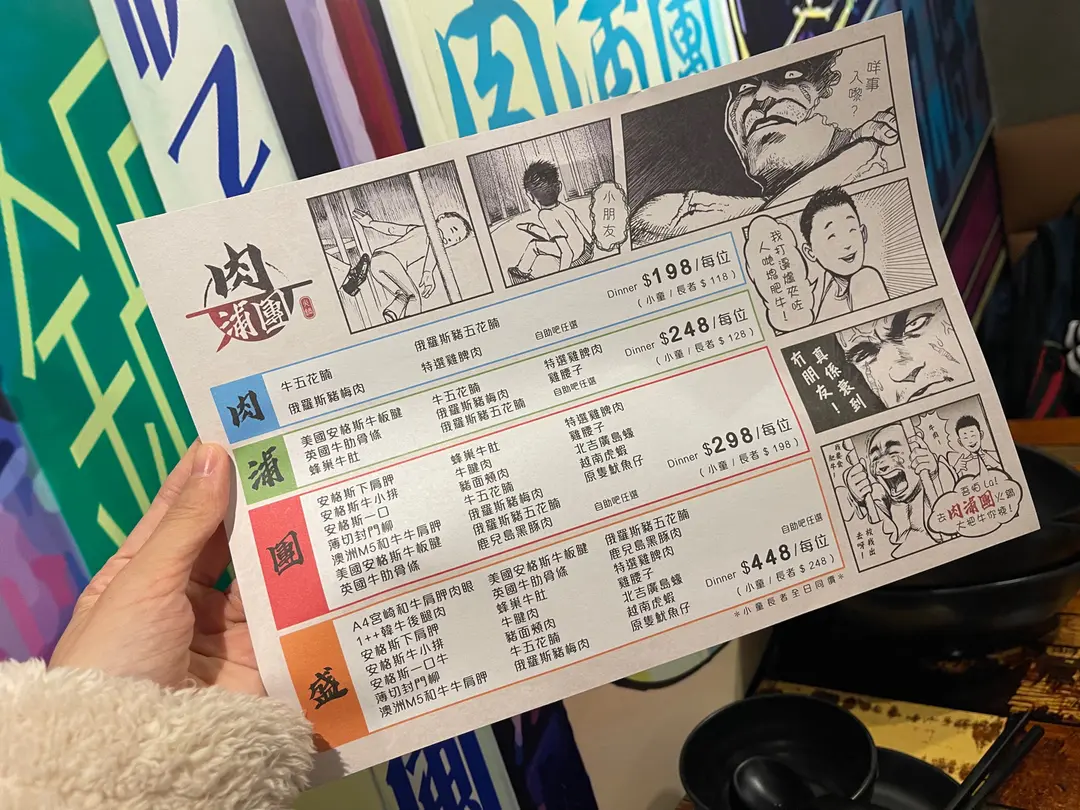 肉蒲團
肉
蒲團
小朋友
咩事
入嚟?
我打邊爐夾咗
人哋塊肥牛!
真係衰到
冇朋友!
牛肉!
去肉蒲團火鍋
大把牛你燒!
肉
牛五花腩
俄羅斯豬梅肉
俄羅斯豬五花腩
特選雞脾肉
自助吧任選
Dinner $198/每位
( 小童 / 長者 $ 118 )
蒲
美國安格斯牛板腱
英國牛肋骨條
蜂巢牛肚
牛五花腩
俄羅斯豬梅肉
俄羅斯豬五花腩
特選雞脾肉
雞腰子
自助吧任選
Dinner $248/每位
( 小童 / 長者 $ 128 )
團
安格斯下肩胛
安格斯牛小排
安格斯一口
薄切封門柳
澳洲M5和牛牛肩胛
美國安格斯牛板腱
英國牛肋骨條
蜂巢牛肚
牛腱肉
豬面頰肉
牛五花腩
俄羅斯豬梅肉
俄羅斯豬五花腩
鹿兒島黑豚肉
特選雞脾肉
雞腰子
北吉廣島蠔
越南虎蝦
原隻魷魚仔
自助吧任選
Dinner $298/每位
( 小童 / 長者 $ 198 )
盛
A4宮崎和牛肩胛肉眼
1++韓牛後腿肉
安格斯下肩胛
安格斯牛小排
安格斯一口牛
薄切封門柳
澳洲M5和牛牛肩胛
美國安格斯牛板腱
英國牛肋骨條
蜂巢牛肚
牛腱肉
豬面頰肉
牛五花腩
俄羅斯豬梅肉
俄羅斯豬五花腩
鹿兒島黑豚肉
特選雞脾肉
雞腰子
北吉廣島蠔
越南虎蝦
原隻魷魚仔
自助吧任選
Dinner $448/每位
( 小童 / 長者 $ 248 )
*小童長者全日同價*